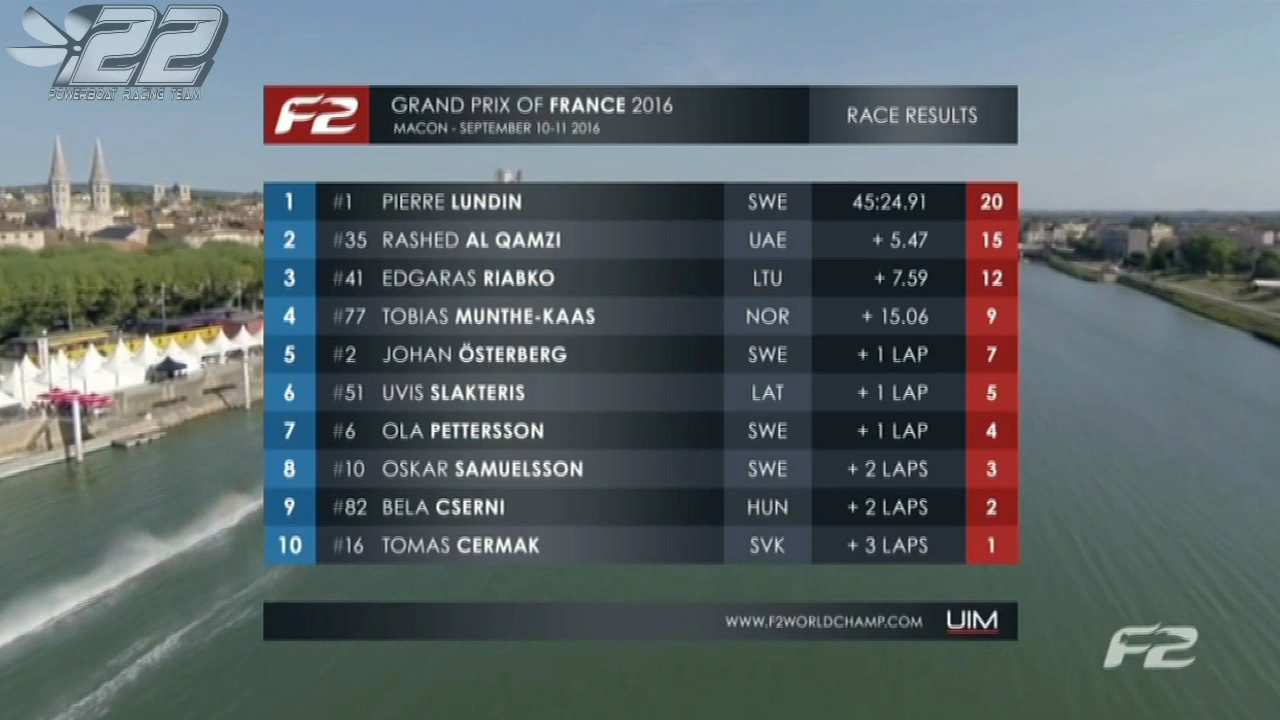 22
POWERBOAT RACING TEAM
F2 GRAND PRIX OF FRANCE 2016 RACE RESULTS
MACON - SEPTEMBER 10-11 2016
1 #1 PIERRE LUNDIN SWE 45:24.91 20
2 #35 RASHED AL QAMZI UAE + 5.47 15
3 #41 EDGARAS RIABKO LTU + 7.59 12
4 #77 TOBIAS MUNTHE-KAAS NOR + 15.06 9
5 #2 JOHAN ÖSTERBERG SWE + 1 LAP 7
6 #51 UVIS SLAKTERIS LAT + 1 LAP 5
7 #6 OLA PETTERSSON SWE + 1 LAP 4
8 #10 OSKAR SAMUELSSON SWE + 2 LAPS 3
9 #82 BELA CSERNI HUN + 2 LAPS 2
10 #16 TOMAS CERMAK SVK + 3 LAPS 1
WWW.F2WORLDCHAMP.COM UIM
F2